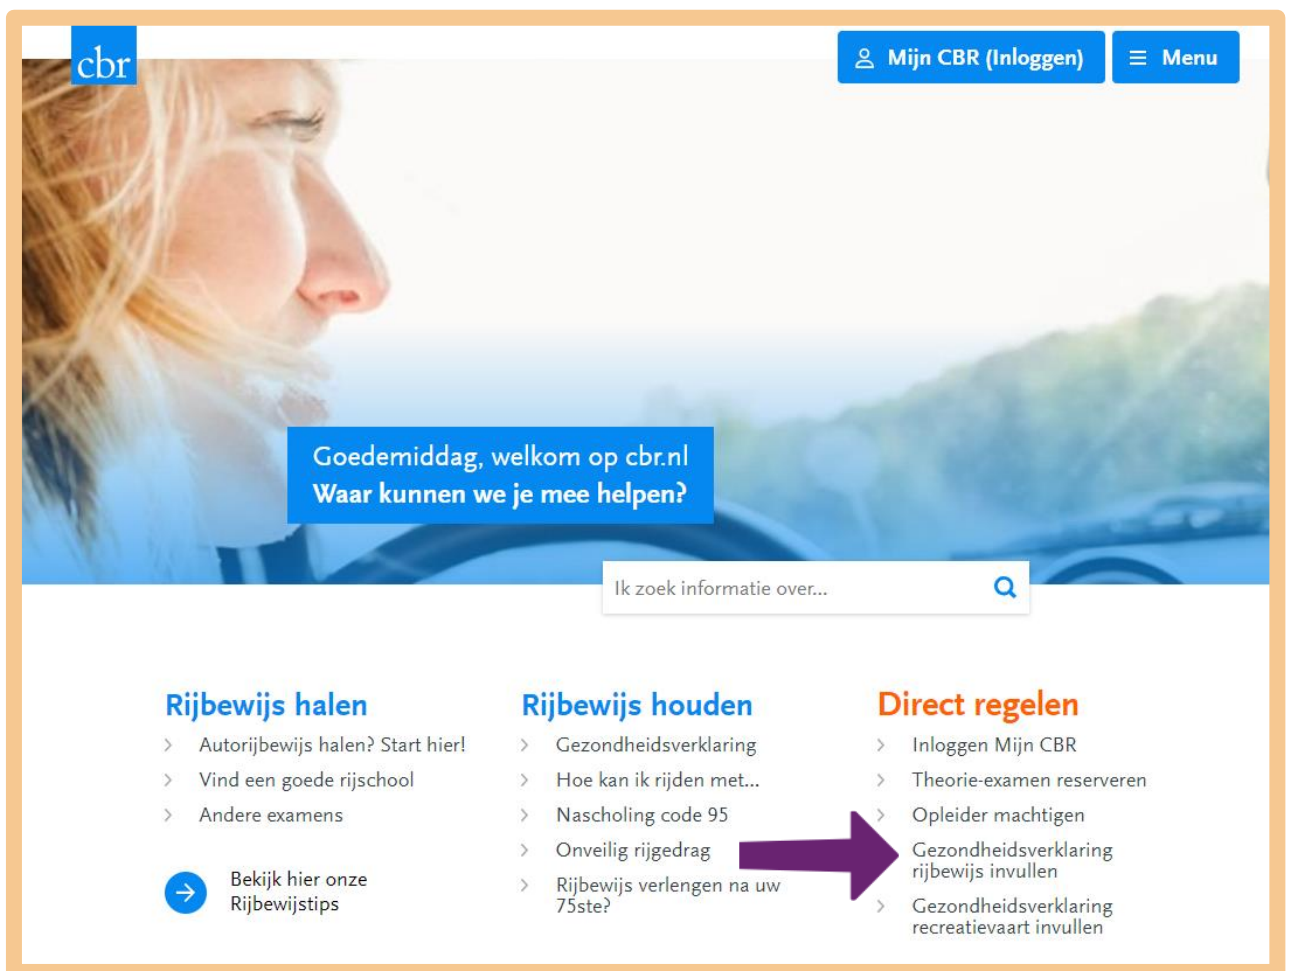 cbr
Mijn CBR (Inloggen)
Menu
Goedemiddag, welkom op cbr.nl
Waar kunnen we je mee helpen?
Ik zoek informatie over...
Rijbewijs halen
Autorijbewijs halen? Start hier!
Vind een goede rijschool
Andere examens
Bekijk hier onze
Rijbewijstips
Rijbewijs houden
Gezondheidsverklaring
Hoe kan ik rijden met...
Nascholing code 95
Onveilig rijgedrag
Rijbewijs verlengen na uw
75ste?
Direct regelen
Inloggen Mijn CBR
Theorie-examen reserveren
Opleider machtigen
Gezondheidsverklaring
rijbewijs invullen
Gezondheidsverklaring
recreatievaart invullen